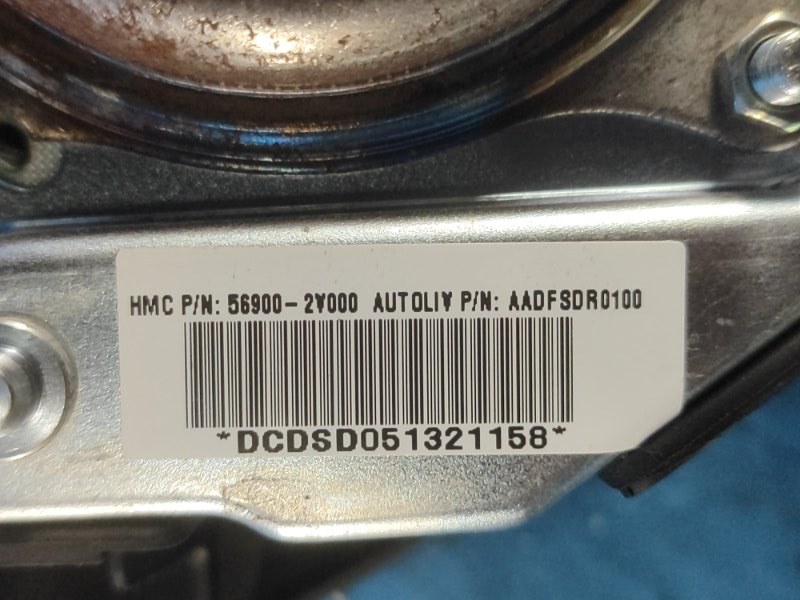 HMC P/N: 56900-2V000 AUTOLIV P/N: AADFSDR0100
*DCDSD051321158*